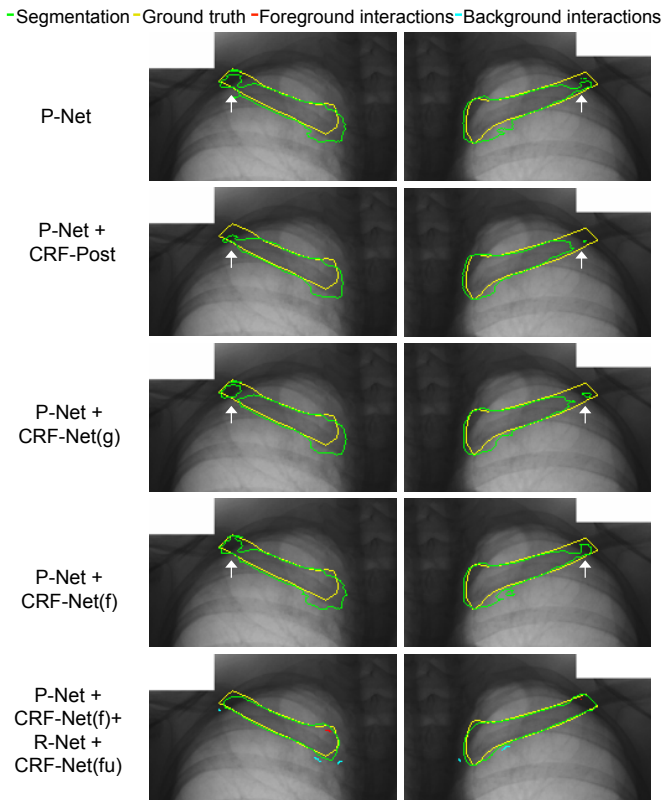 Segmentation Ground truth Foreground interactions Background interactions
P-Net
P-Net +
CRF-Post
P-Net +
CRF-Net(g)
P-Net +
CRF-Net(f)
P-Net +
CRF-Net(f)+
R-Net +
CRF-Net(fu)